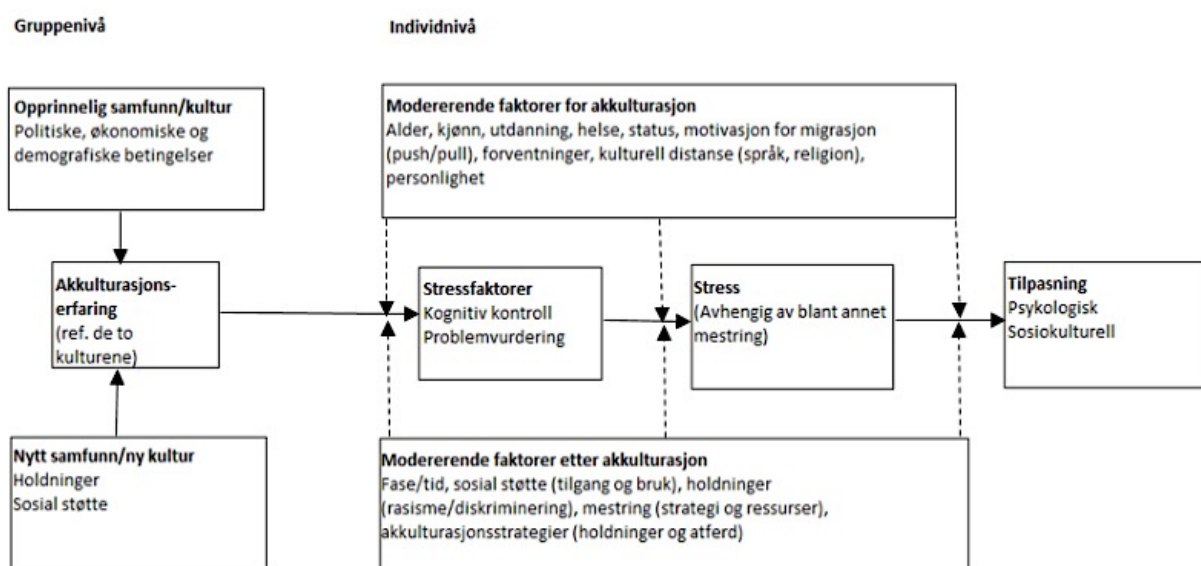 Gruppenivå
Individnivå
Opprinnelig samfunn/kultur
Politiske, økonomiske og
demografiske betingelser
Modererende faktorer for akkulturasjon
Alder, kjønn, utdanning, helse, status, motivasjon for migrasjon
(push/pull), forventninger, kulturell distanse (språk, religion),
personlighet
Akkulturasjons-
erfaring
(ref. de to
kulturene)
Stressfaktorer
Kognitiv kontroll
Problemvurdering
Stress
(Avhengig av blant annet
mestring)
Tilpasning
Psykologisk
Sosiokulturell
Nytt samfunn/ny kultur
Holdninger
Sosial støtte
Modererende faktorer etter akkulturasjon
Fase/tid, sosial støtte (tilgang og bruk), holdninger
(rasisme/diskriminering), mestring (strategi og ressurser),
akkulturasjonsstrategier (holdninger og atferd)